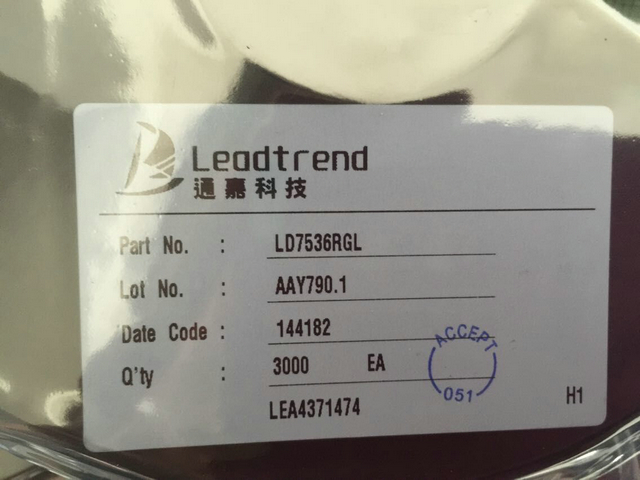 Leadtrend
通嘉科技
Part No. : LD7536RGL
Lot No. : AAY790.1
Date Code : 144182
Q'ty : 3000 EA
ACCEPT
051
LEA4371474
H1